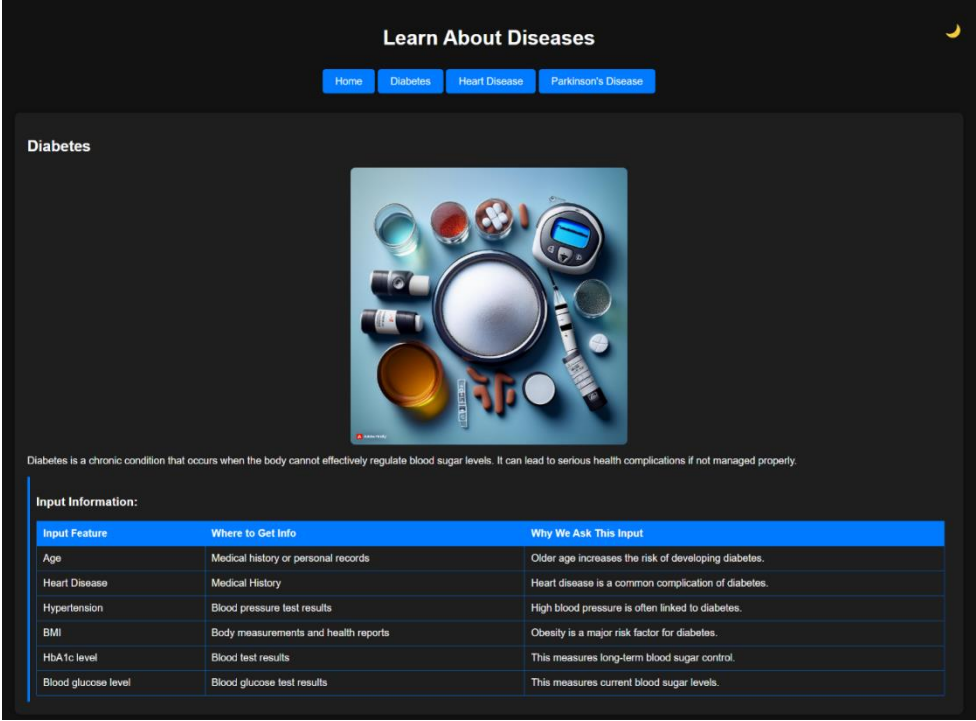 Learn About Diseases
Home Diabetes Heart Disease Parkinson's Disease
Diabetes
Diabetes is a chronic condition that occurs when the body cannot effectively regulate blood sugar levels. It can lead to serious health complications if not managed properly.
Input Information:
Input Feature Where to Get Info Why We Ask This Input
Age Medical history or personal records Older age increases the risk of developing diabetes.
Heart Disease Medical History Heart disease is a common complication of diabetes.
Hypertension Blood pressure test results High blood pressure is often linked to diabetes.
BMI Body measurements and health reports Obesity is a major risk factor for diabetes.
HbA1c level Blood test results This measures long-term blood sugar control.
Blood glucose level Blood glucose test results This measures current blood sugar levels.